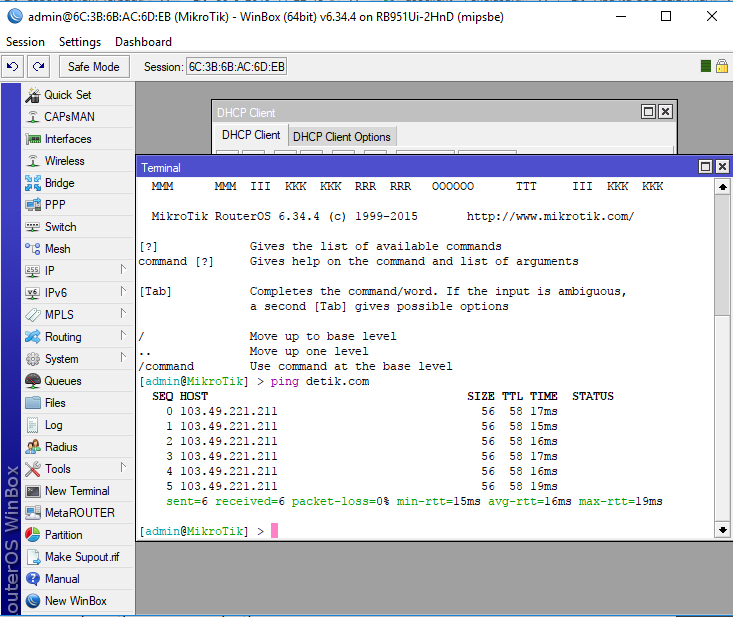 admin@6C:3B:6B:AC:6D:EB (MikroTik) - WinBox (64bit) v6.34.4 on RB951Ui-2HnD (mipsbe)
Session Settings Dashboard
Safe Mode Session: 6C:3B:6B:AC:6D:EB
Quick Set
CAPsMAN
Interfaces
Wireless
Bridge
PPP
Switch
Mesh
IP
IPv6
MPLS
Routing
System
Queues
Files
Log
Radius
Tools
New Terminal
MetaROUTER
Partition
Make Supout.rif
Manual
New WinBox
outerOS WinBox
DHCP Client
DHCP Client DHCP Client Options
Terminal
MMM MMM III KKK KKK RRR RRR OOOOOO TTT III KKK KKK
MikroTik RouterOS 6.34.4 (c) 1999-2015 http://www.mikrotik.com/
[?] Gives the list of available commands
command [?] Gives help on the command and list of arguments
[Tab] Completes the command/word. If the input is ambiguous,
a second [Tab] gives possible options
/ Move up to base level
.. Move up one level
/command Use command at the base level
[admin@MikroTik] > ping detik.com
SEQ HOST SIZE TTL TIME STATUS
0 103.49.221.211 56 58 17ms
1 103.49.221.211 56 58 15ms
2 103.49.221.211 56 58 16ms
3 103.49.221.211 56 58 17ms
4 103.49.221.211 56 58 16ms
5 103.49.221.211 56 58 19ms
sent=6 received=6 packet-loss=0% min-rtt=15ms avg-rtt=16ms max-rtt=19ms
[admin@MikroTik] >